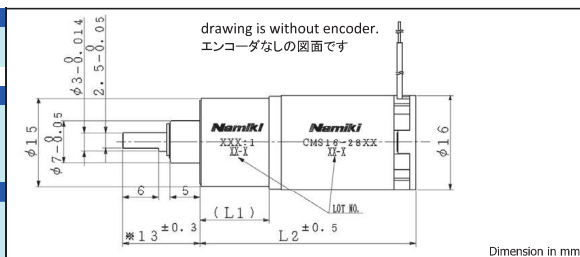 drawing is without encoder.
エンコーダなしの図面です
φ3-0.014 0
2.5-0.05 0
φ15
φ7-0.05 0
φ16
Namiki
XXX:1
XX-X
Namiki
CMS16-28XX
XX-X
6
5
LOT NO.
(L1)
※13 ±0.3
L2 ±0.5
Dimension in mm